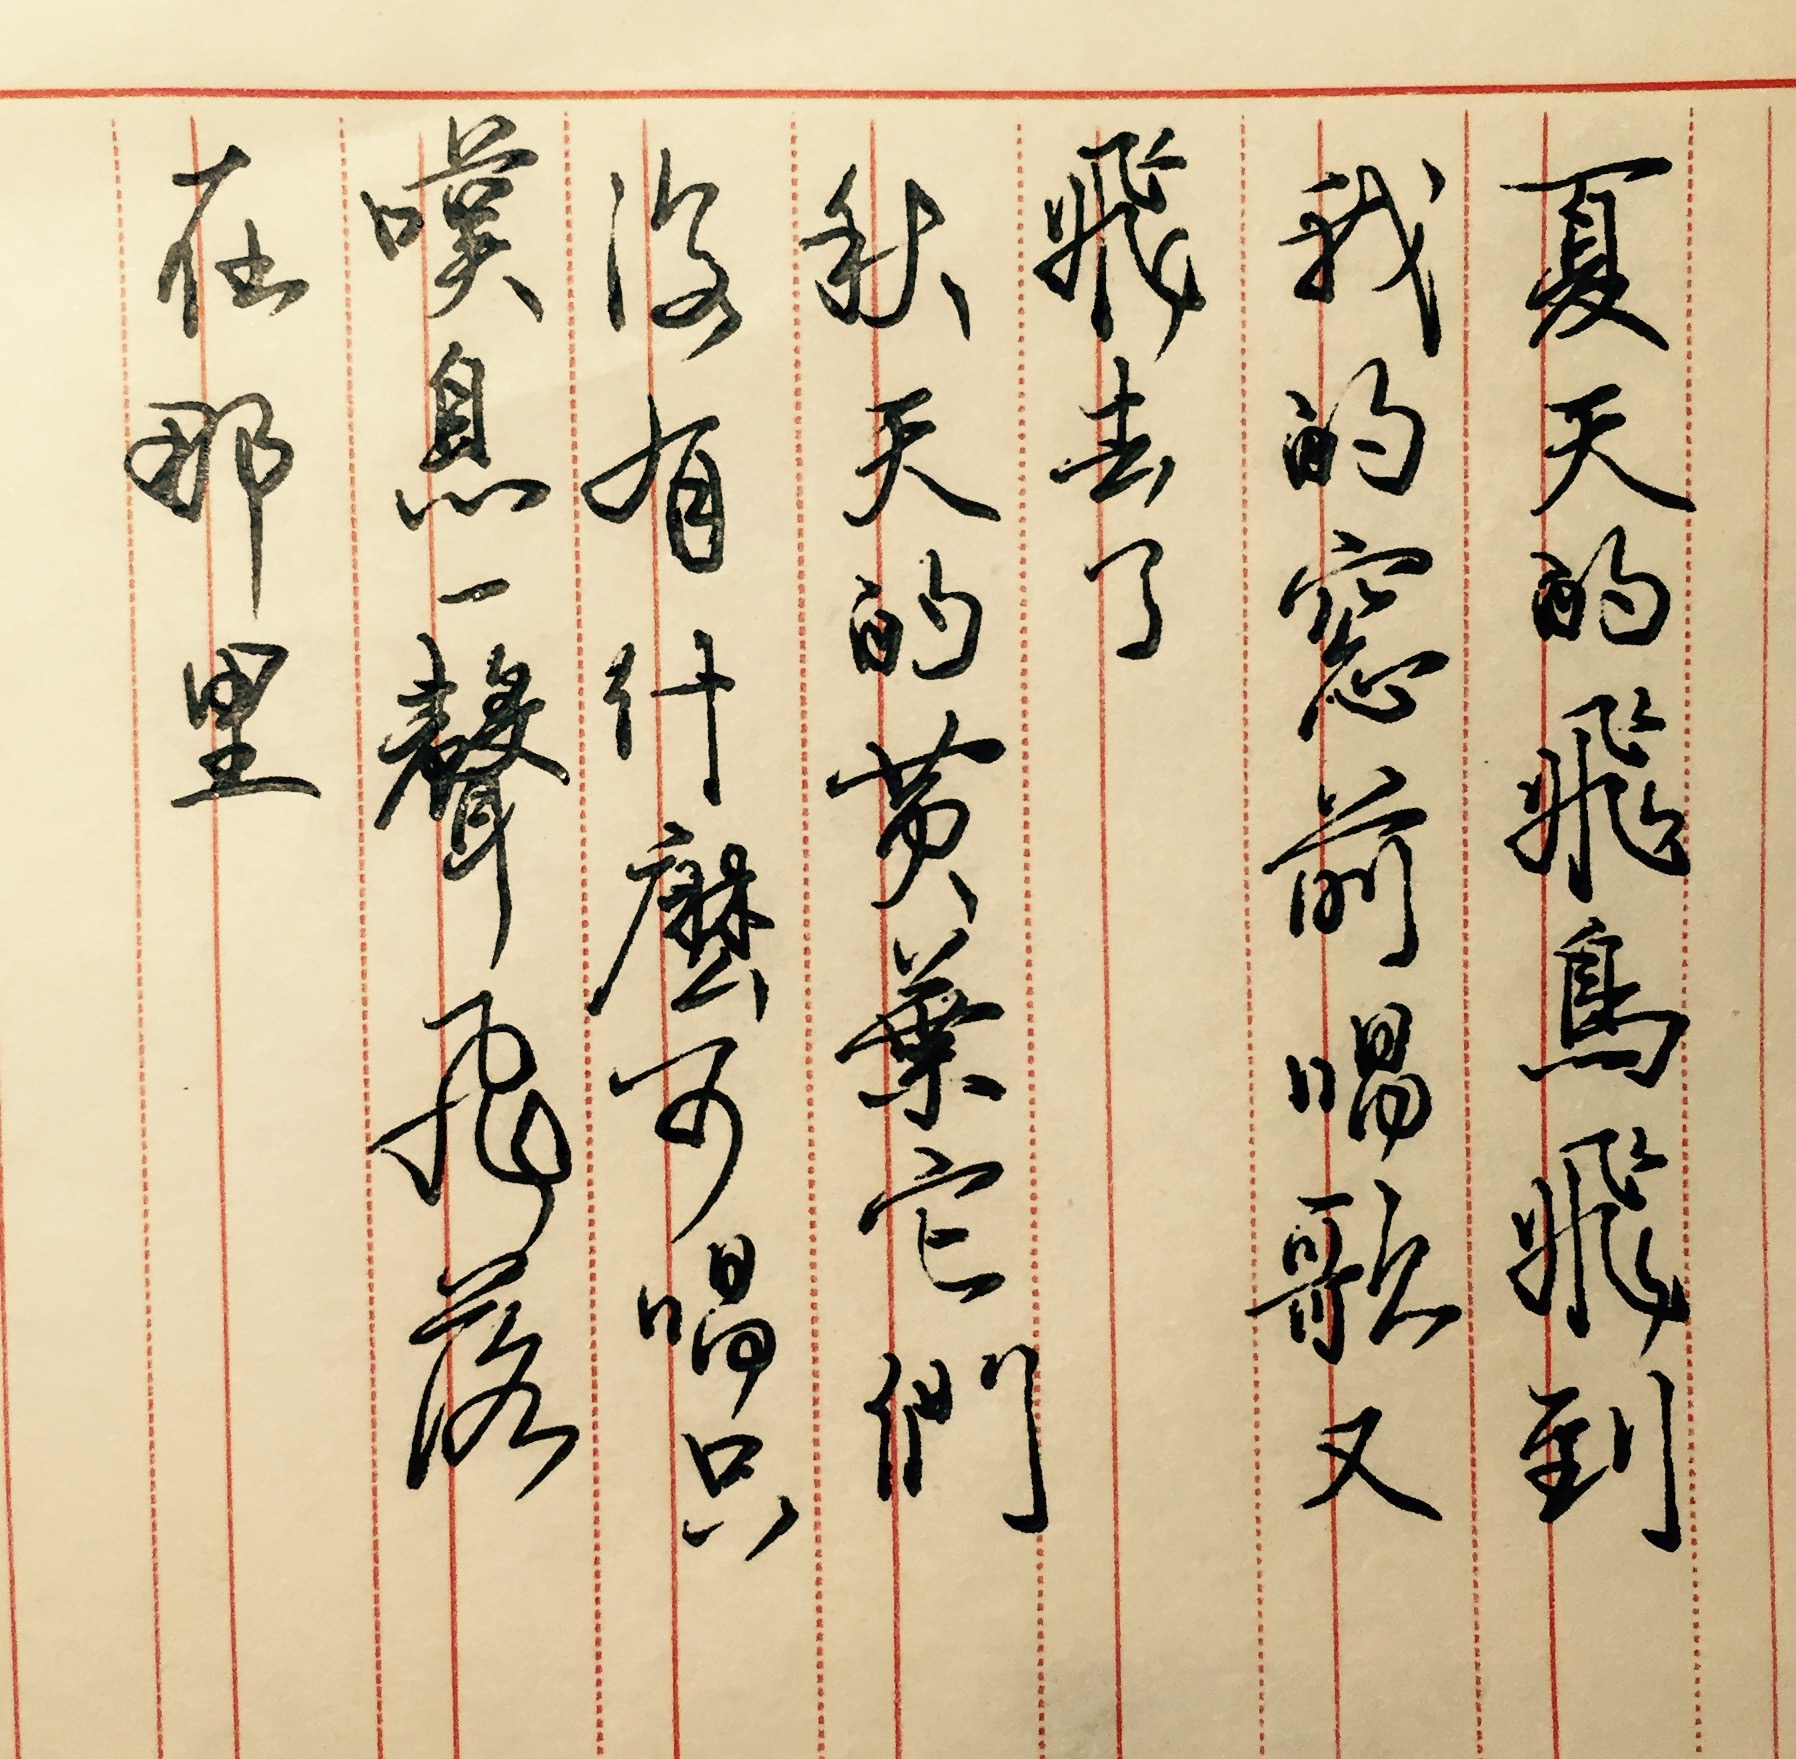 夏天的飛鳥飛到
我的窓前唱歌又
飛去了
秋天的黄葉它們
沒有什麼可唱只
嘆息一聲飛落
在那里